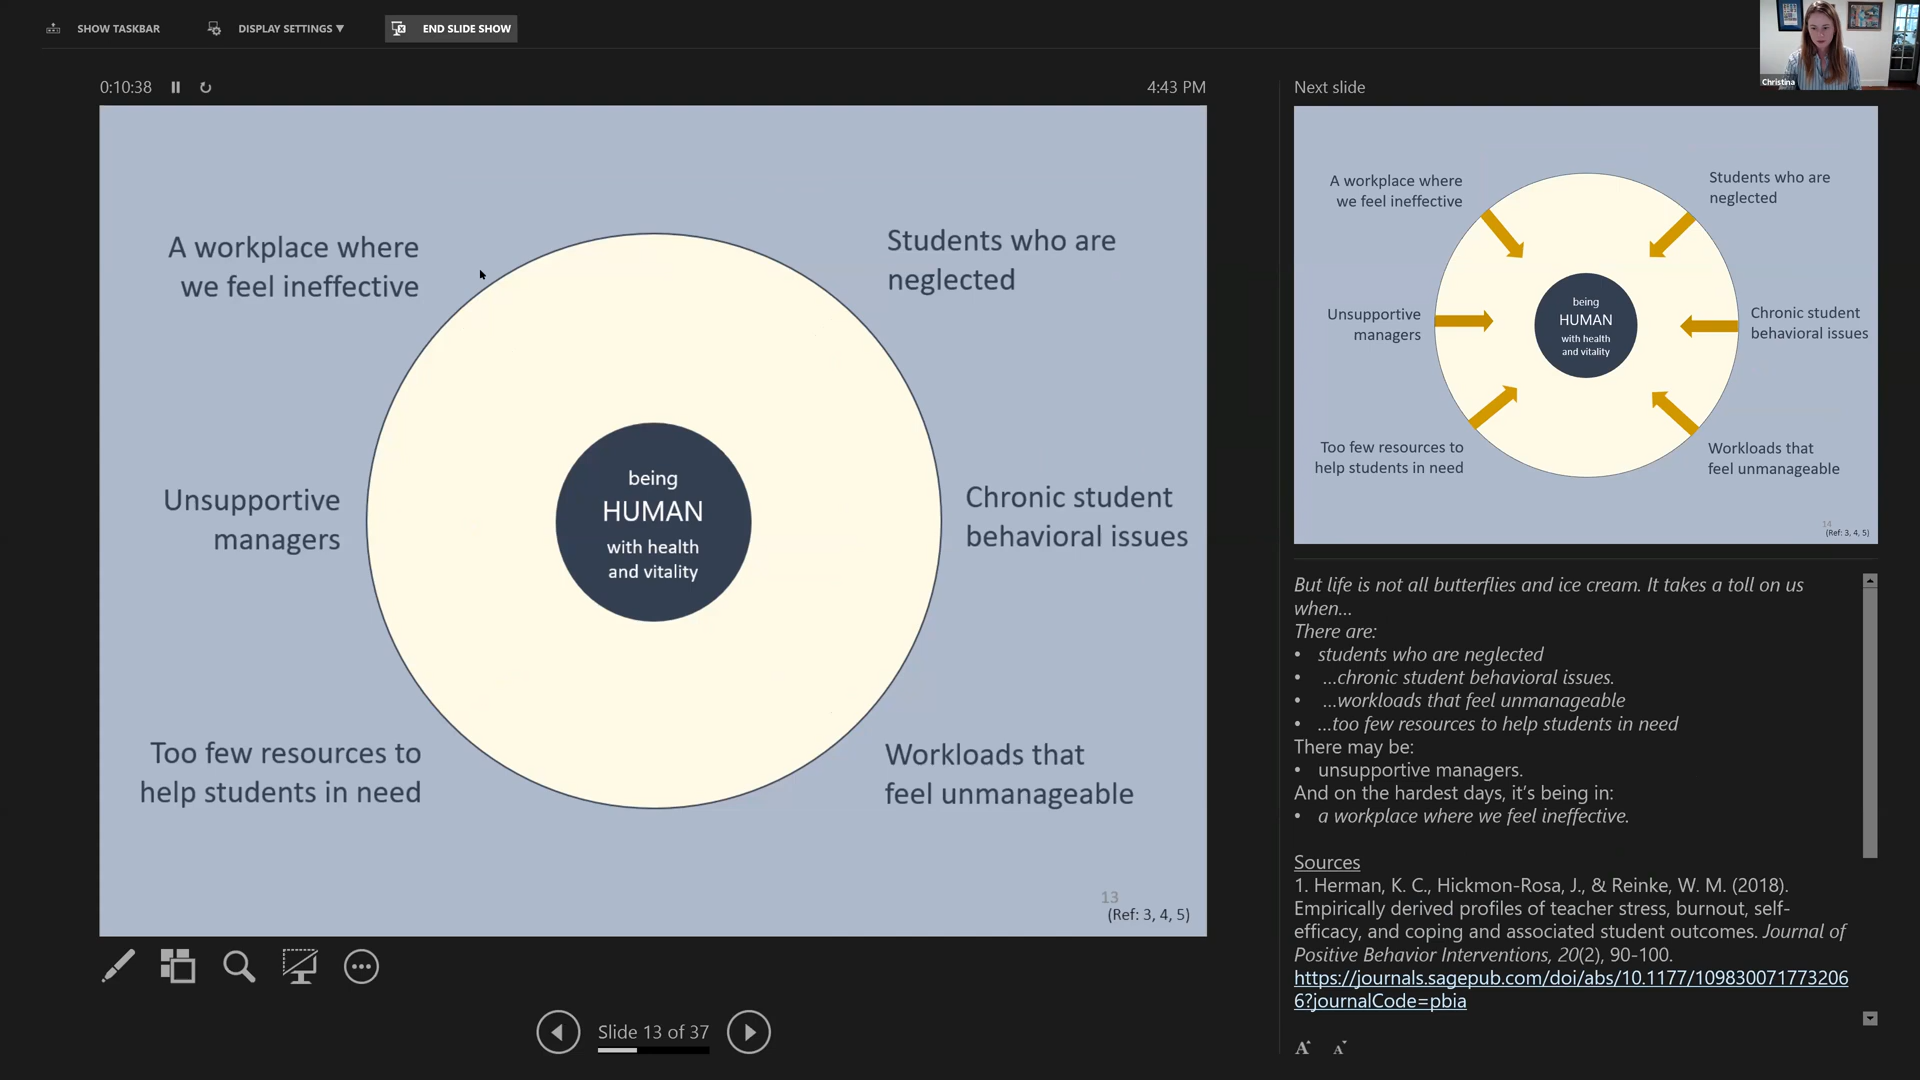 SHOW TASKBAR
DISPLAY SETTINGS ▼
END SLIDE SHOW
Christina
0:10:38
4:43 PM
A workplace where
we feel ineffective
Students who are
neglected
Unsupportive
managers
being
HUMAN
with health
and vitality
Chronic student
behavioral issues
Too few resources to
help students in need
Workloads that
feel unmanageable
13
(Ref: 3, 4, 5)
Slide 13 of 37
Next slide
A workplace where
we feel ineffective
Students who are
neglected
Unsupportive
managers
being
HUMAN
with health
and vitality
Chronic student
behavioral issues
Too few resources to
help students in need
Workloads that
feel unmanageable
14
(Ref: 3, 4, 5)
But life is not all butterflies and ice cream. It takes a toll on us
when...
There are:
• students who are neglected
• ...chronic student behavioral issues.
• ...workloads that feel unmanageable
• ...too few resources to help students in need
There may be:
• unsupportive managers.
And on the hardest days, it's being in:
• a workplace where we feel ineffective.
Sources
1. Herman, K. C., Hickmon-Rosa, J., & Reinke, W. M. (2018).
Empirically derived profiles of teacher stress, burnout, self-
efficacy, and coping and associated student outcomes. Journal of
Positive Behavior Interventions, 20(2), 90-100.
https://journals.sagepub.com/doi/abs/10.1177/109830071773206
6?journalCode=pbia
A A